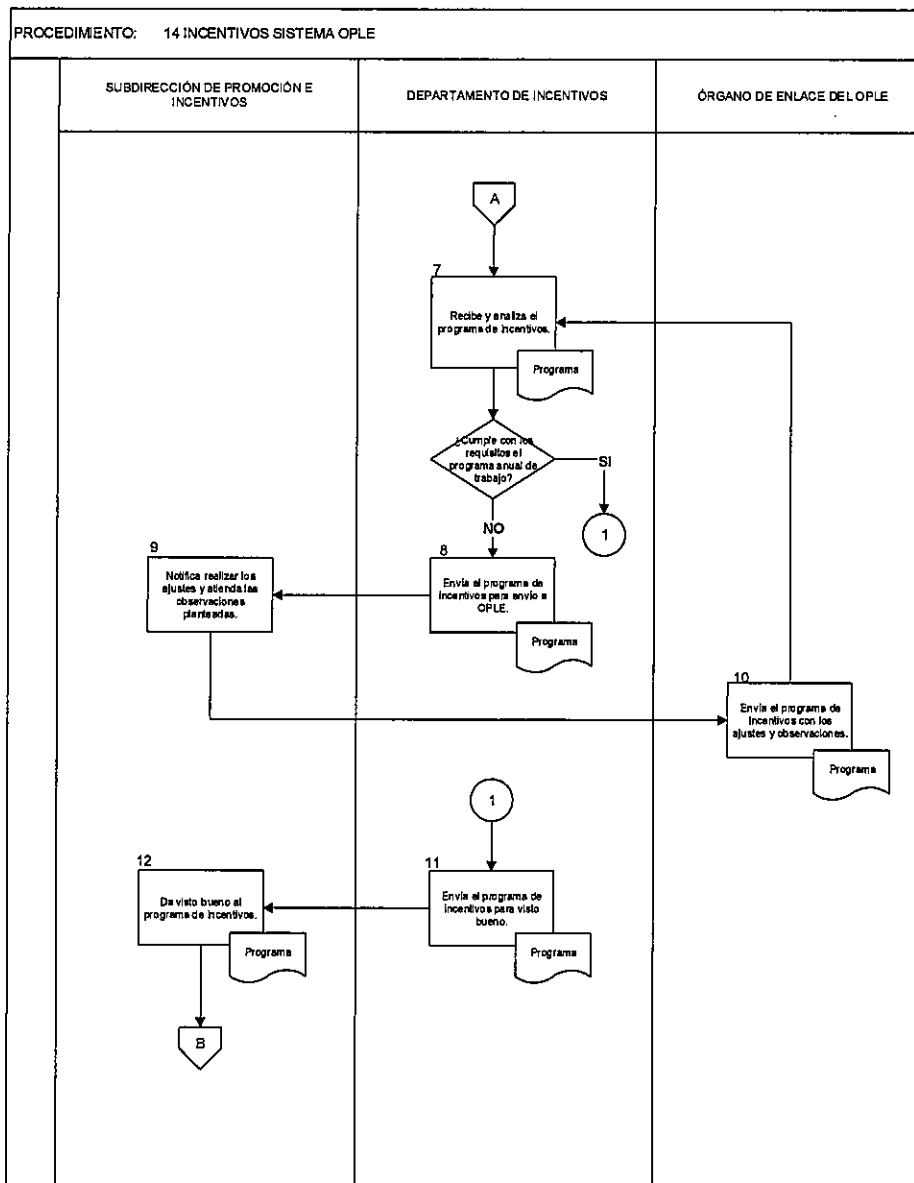 PROCEDIMIENTO: 14 INCENTIVOS SISTEMA OPLE
SUBDIRECCIÓN DE PROMOCIÓN E
INCENTIVOS
DEPARTAMENTO DE INCENTIVOS
ÓRGANO DE ENLACE DEL OPLE
A
7
Recibe y analiza el
programa de incentivos.
Programa
¿Cumple con los
requisitos el
programa anual de
trabajo?
SI
1
NO
9
Notifica realizar los
ajustes y atienda las
observaciones
planteadas.
8
Envía el programa de
incentivos para envío a
OPLE.
Programa
10
Envía el programa de
incentivos con los
ajustes y observaciones.
Programa
1
12
Da visto bueno al
programa de incentivos.
Programa
11
Envía el programa de
incentivos para visto
bueno.
Programa
B